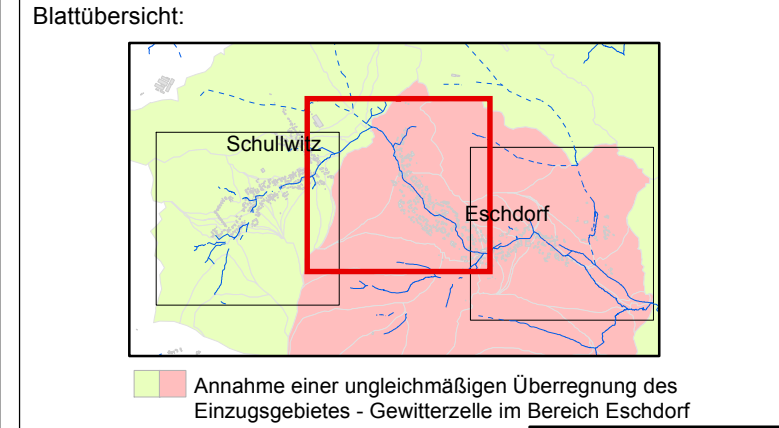 Blattübersicht:
Schullwitz
Eschdorf
Annahme einer ungleichmäßigen Überregnung des
Einzugsgebietes - Gewitterzelle im Bereich Eschdorf